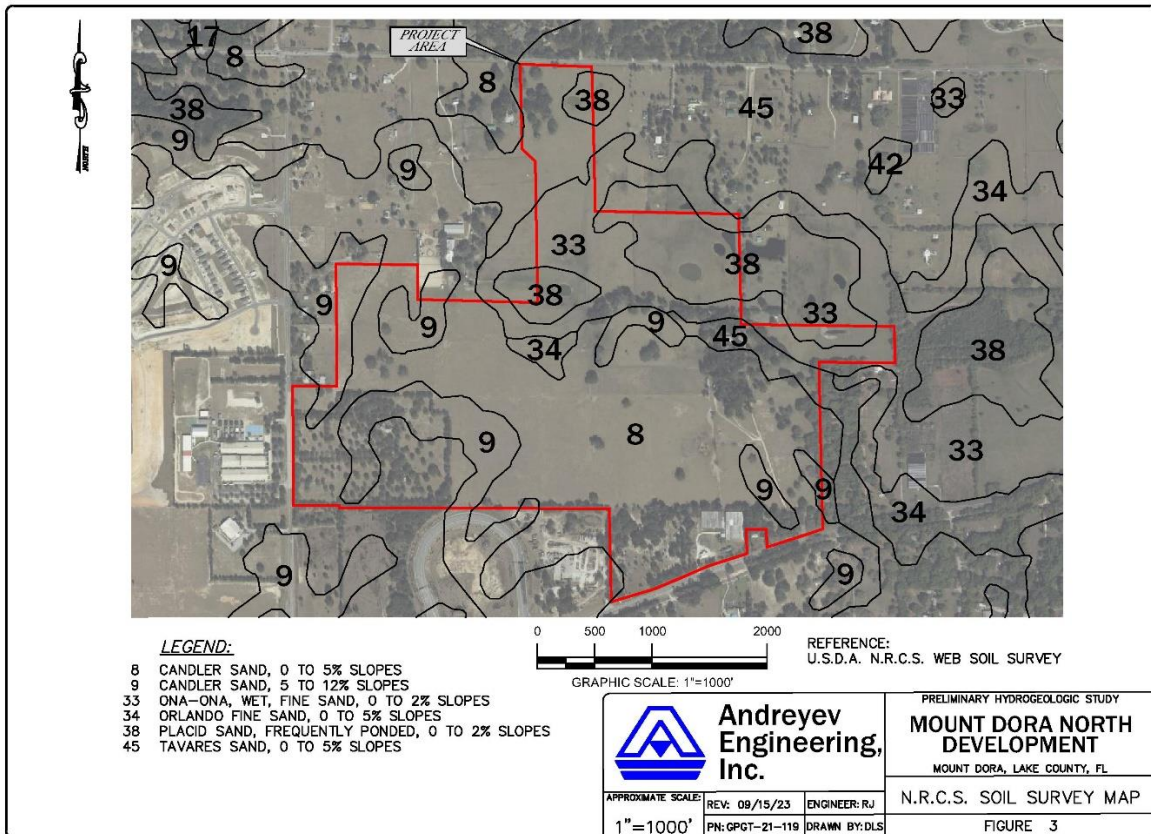 PROJECT
AREA
17
8
38
9
38
8
38
45
33
42
34
9
9
33
38
38
33
38
9
9
34
9
45
9
8
33
9
9
34
9
9
NORTH
LEGEND:
8 CANDLER SAND, 0 TO 5% SLOPES
9 CANDLER SAND, 5 TO 12% SLOPES
33 ONA-ONA, WET, FINE SAND, 0 TO 2% SLOPES
34 ORLANDO FINE SAND, 0 TO 5% SLOPES
38 PLACID SAND, FREQUENTLY PONDED, 0 TO 2% SLOPES
45 TAVARES SAND, 0 TO 5% SLOPES
0 500 1000 2000
GRAPHIC SCALE: 1"=1000'
REFERENCE:
U.S.D.A. N.R.C.S. WEB SOIL SURVEY
Andreyev
Engineering,
Inc.
APPROXIMATE SCALE:
1"=1000'
REV: 09/15/23
ENGINEER: RJ
PN: GPGT-21-119
DRAWN BY: DLS
PRELIMINARY HYDROGEOLOGIC STUDY
MOUNT DORA NORTH
DEVELOPMENT
MOUNT DORA, LAKE COUNTY, FL
N.R.C.S. SOIL SURVEY MAP
FIGURE 3